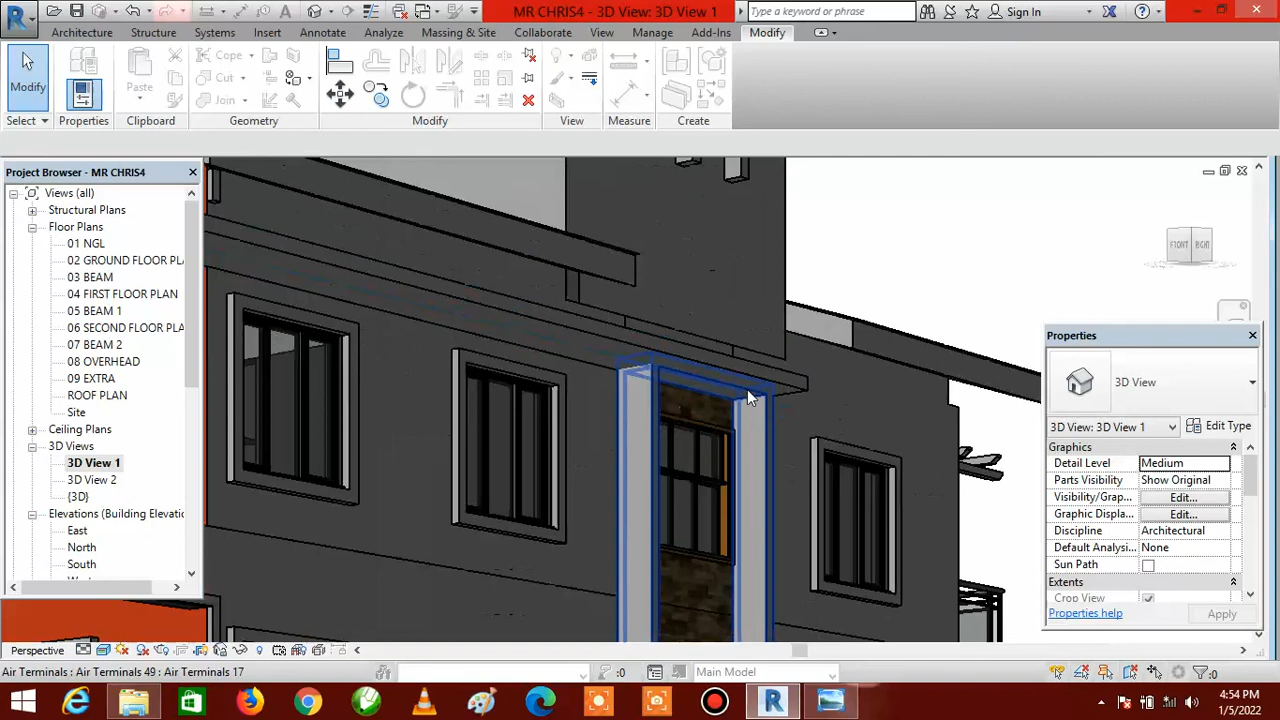 MR CHRIS4 - 3D View: 3D View 1
Type a keyword or phrase
Sign In
Architecture Structure Systems Insert Annotate Analyze Massing & Site Collaborate View Manage Add-Ins Modify
Modify
Paste
Cope
Cut
Join
Select Properties Clipboard Geometry Modify View Measure Create
Project Browser - MR CHRIS4
Views (all)
Structural Plans
Floor Plans
01 NGL
02 GROUND FLOOR PL
03 BEAM
04 FIRST FLOOR PLAN
05 BEAM 1
06 SECOND FLOOR PLA
07 BEAM 2
08 OVERHEAD
09 EXTRA
ROOF PLAN
Site
Ceiling Plans
3D Views
3D View 1
3D View 2
{3D}
Elevations (Building Elevatio
East
North
South
FRONT
RIGHT
Properties
3D View
3D View: 3D View 1
Edit Type
Graphics
Detail Level Medium
Parts Visibility Show Original
Visibility/Grap... Edit...
Graphic Displa... Edit...
Discipline Architectural
Default Analysi... None
Sun Path
Extents
Crop View
Properties help
Apply
Perspective
Air Terminals : Air Terminals 49 : Air Terminals 17
:0
Main Model
:0
4:54 PM
1/5/2022